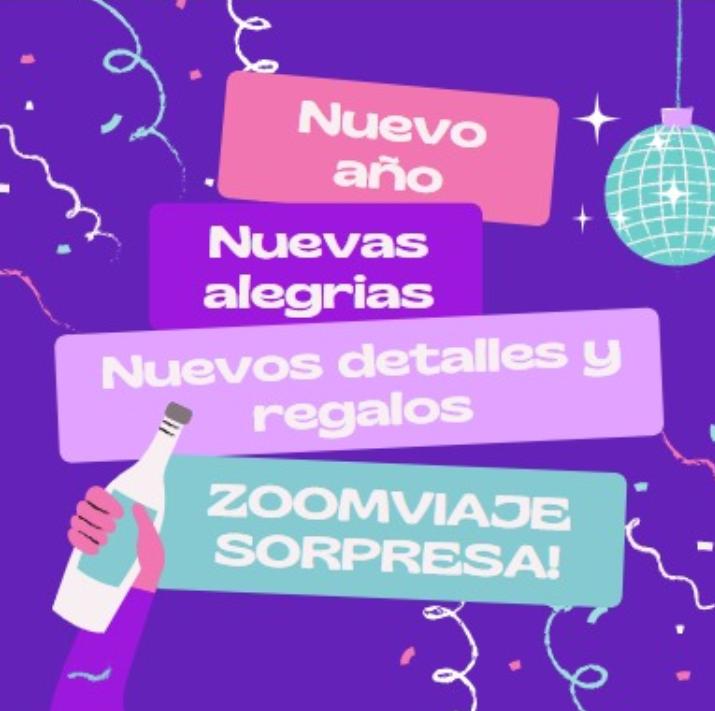 Nuevo
año
Nuevas
alegrias
Nuevos detalles y
regalos
ZOOMVIAJE
SORPRESA!